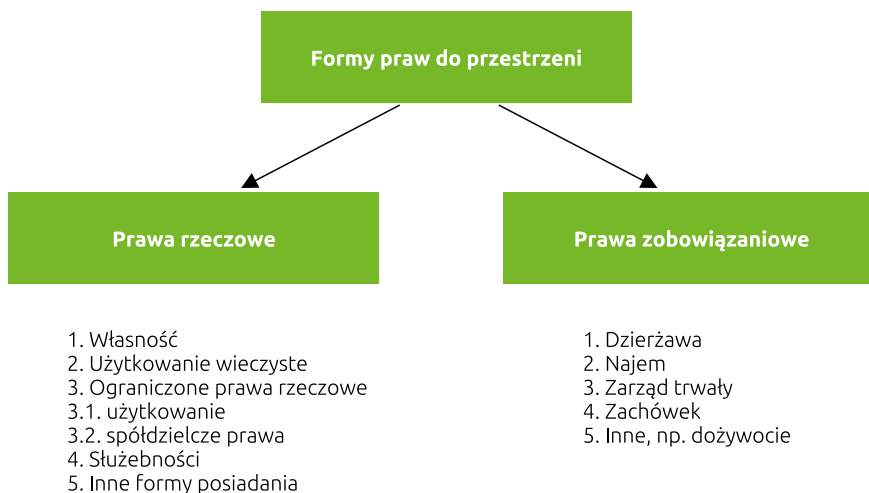 Formy praw do przestrzeni
Prawa rzeczowe
1. Własność
2. Użytkowanie wieczyste
3. Ograniczone prawa rzeczowe
3.1. użytkowanie
3.2. spółdzielcze prawa
4. Służebności
5. Inne formy posiadania
Prawa zobowiązaniowe
1. Dzierżawa
2. Najem
3. Zarząd trwały
4. Zachówek
5. Inne, np. dożywocie